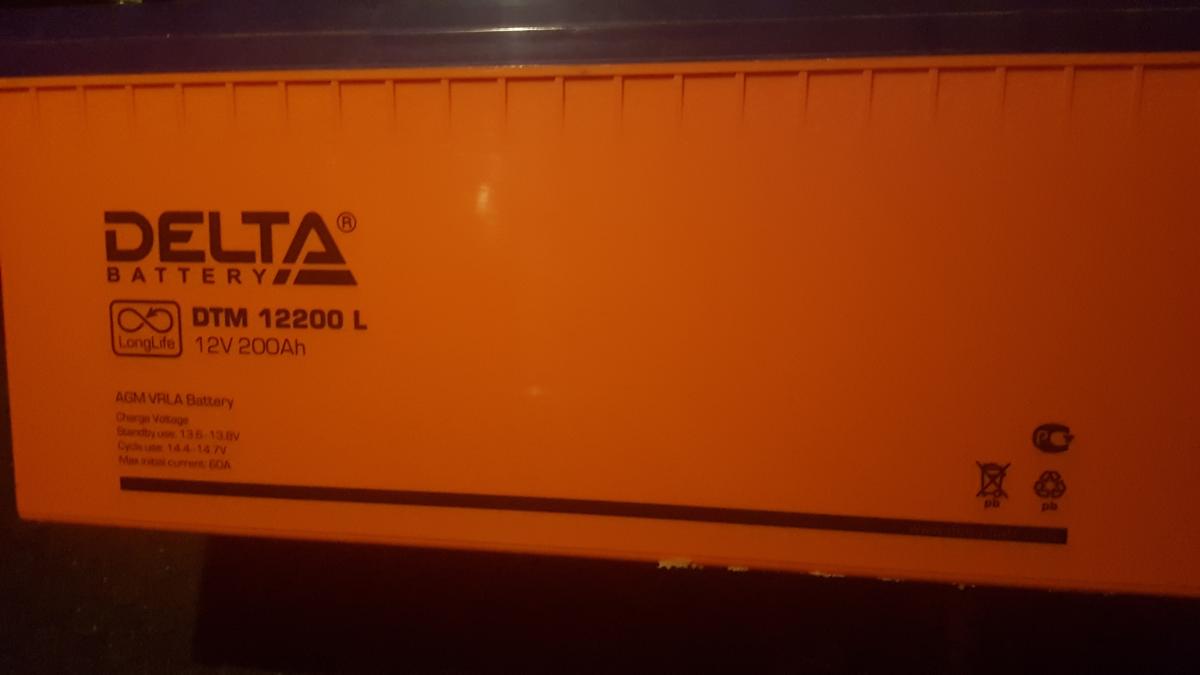 DELTA®
BATTERY
LongLife
DTM 12200 L
12V 200Ah
AGM VRLA Battery
Charge Voltage
Standby use: 13.6-13.8V
Cycle use: 14.4-14.7V
Max initial current: 60A
PC
pb
pb